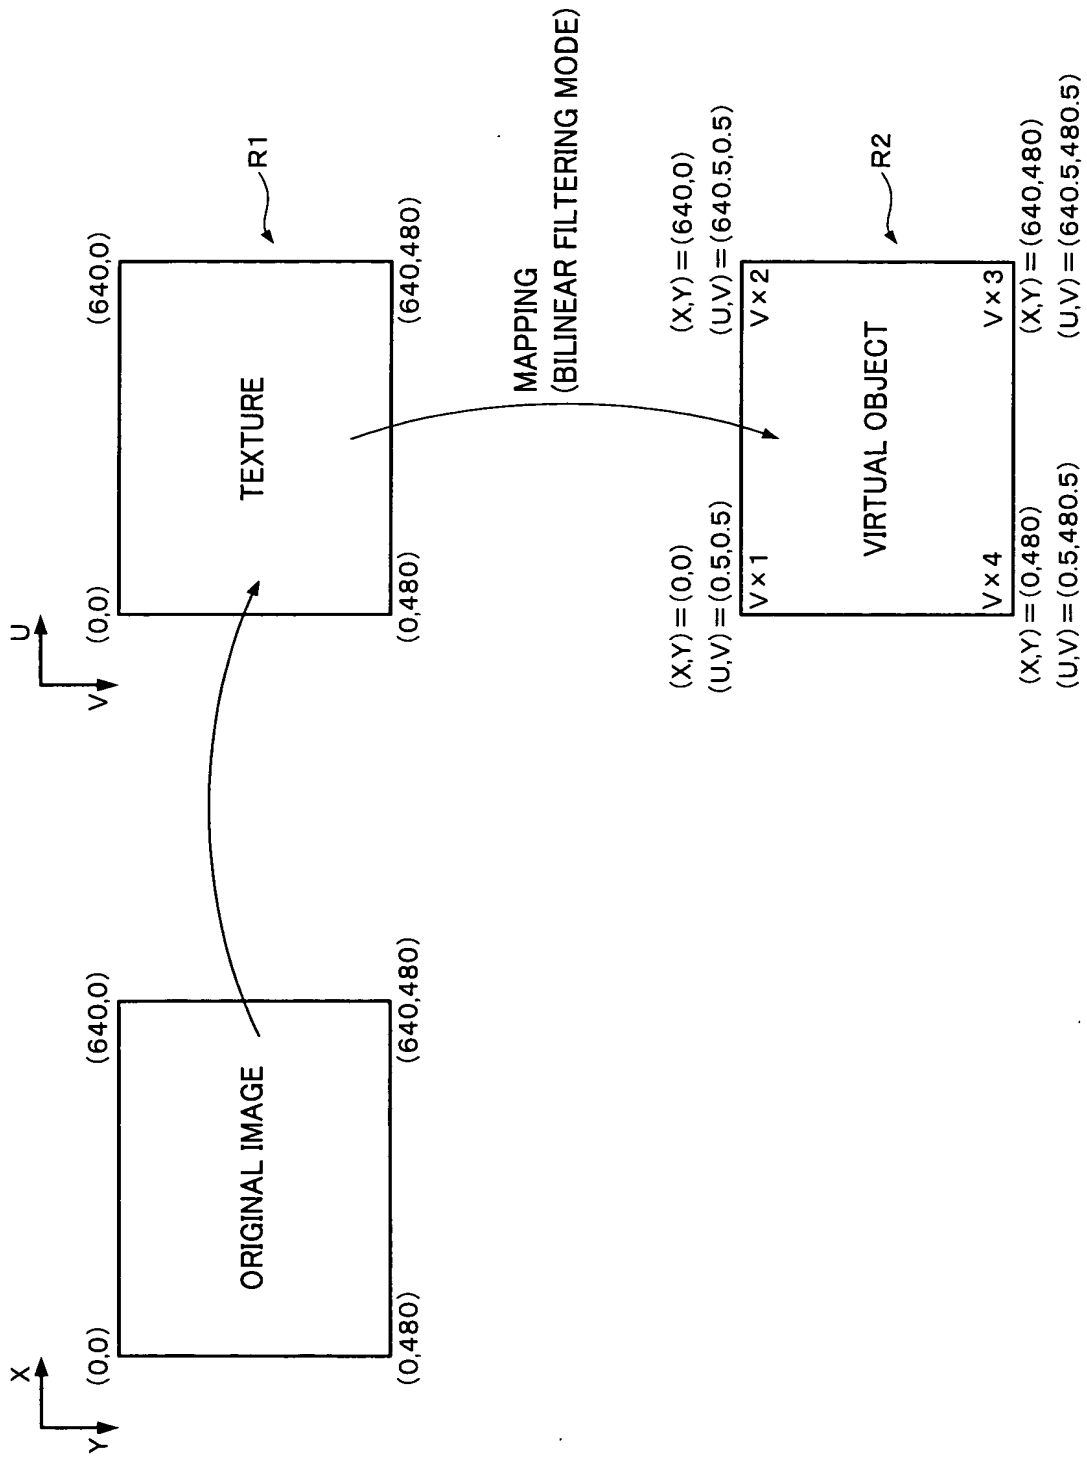 X
Y
(0,0)
(640,0)
ORIGINAL IMAGE
(0,480)
(640,480)
U
V
(0,0)
(640,0)
TEXTURE
R1
(0,480)
(640,480)
MAPPING
(BILINEAR FILTERING MODE)
(X,Y)=(0,0)
(U,V)=(0.5,0.5)
(X,Y)=(640,0)
(U,V)=(640.5,0.5)
V×1
V×2
VIRTUAL OBJECT
R2
V×4
V×3
(X,Y)=(0,480)
(U,V)=(0.5,480.5)
(X,Y)=(640,480)
(U,V)=(640.5,480.5)